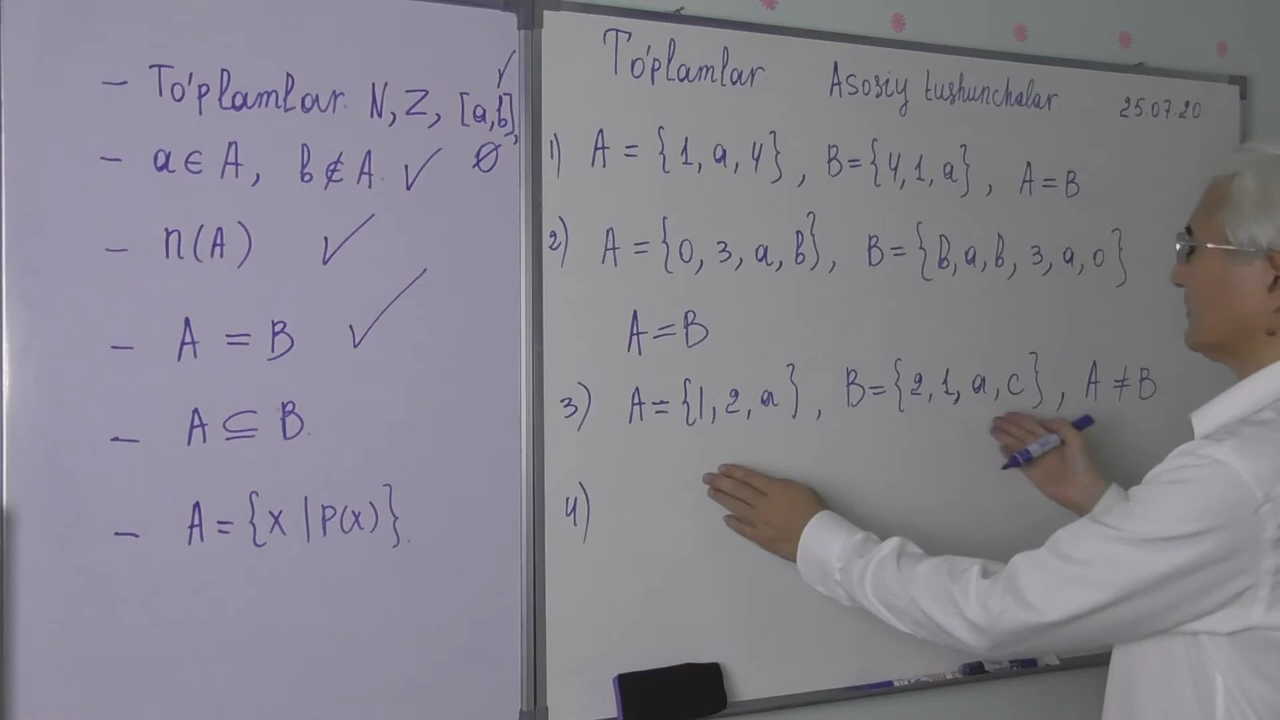 – To'plamlar N, Z, [a,b], ✓
∅
– a ∈ A, b ∉ A. ✓
– n(A) ✓
– A = B ✓
– A ⊆ B.
– A = {x | P(x)}.
To'plamlar Asosiy tushunchalar 25.07.20
1) A = {1, a, 4}, B = {4, 1, a}, A = B
2) A = {0, 3, a, b}, B = {b, a, b, 3, a, 0}
A = B
3) A = {1, 2, a}, B = {2, 1, a, c}, A ≠ B
4)